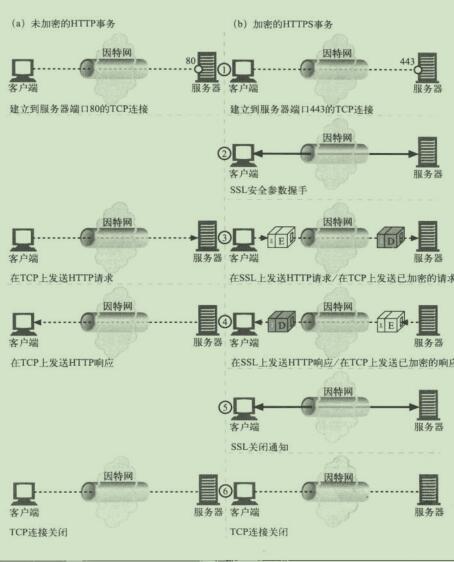 (a) 未加密的HTTP事务
(b) 加密的HTTPS事务
因特网
80
客户端
服务器
建立到服务器端口80的TCP连接
1
因特网
443
客户端
服务器
建立到服务器端口443的TCP连接
2
因特网
客户端
服务器
SSL安全参数握手
因特网
客户端
服务器
在TCP上发送HTTP请求
3
因特网
E
D
客户端
服务器
在SSL上发送HTTP请求/在TCP上发送已加密的请求
因特网
客户端
服务器
在TCP上发送HTTP响应
4
因特网
D
E
客户端
服务器
在SSL上发送HTTP响应/在TCP上发送已加密的响应
5
因特网
客户端
服务器
SSL关闭通知
因特网
客户端
服务器
TCP连接关闭
6
因特网
客户端
服务器
TCP连接关闭